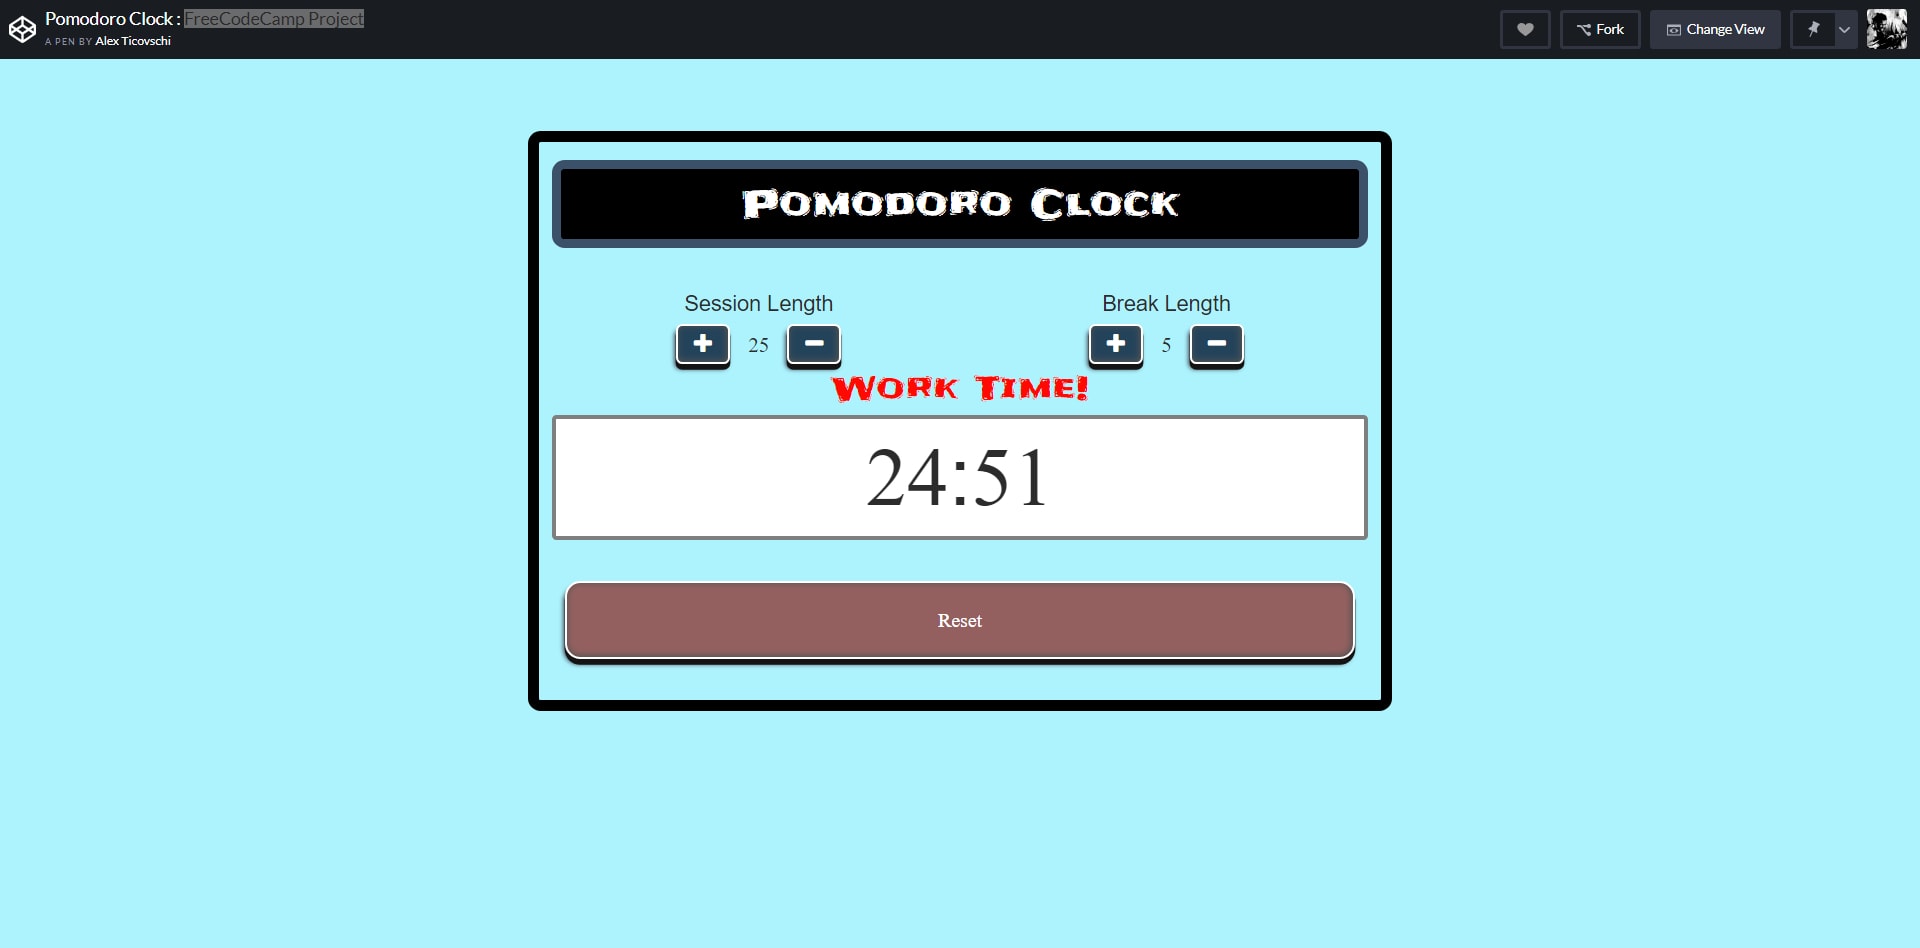 Pomodoro Clock : FreeCodeCamp Project
A PEN BY Alex Ticovschi
Fork
Change View
Pomodoro Clock
Session Length
Break Length
25
5
Work Time!
24:51
Reset